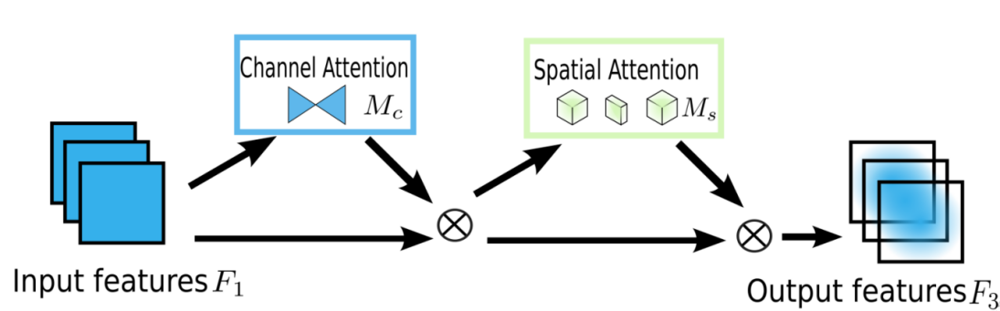 Channel Attention
M_c
Spatial Attention
M_s
Input features F_1
Output features F_3